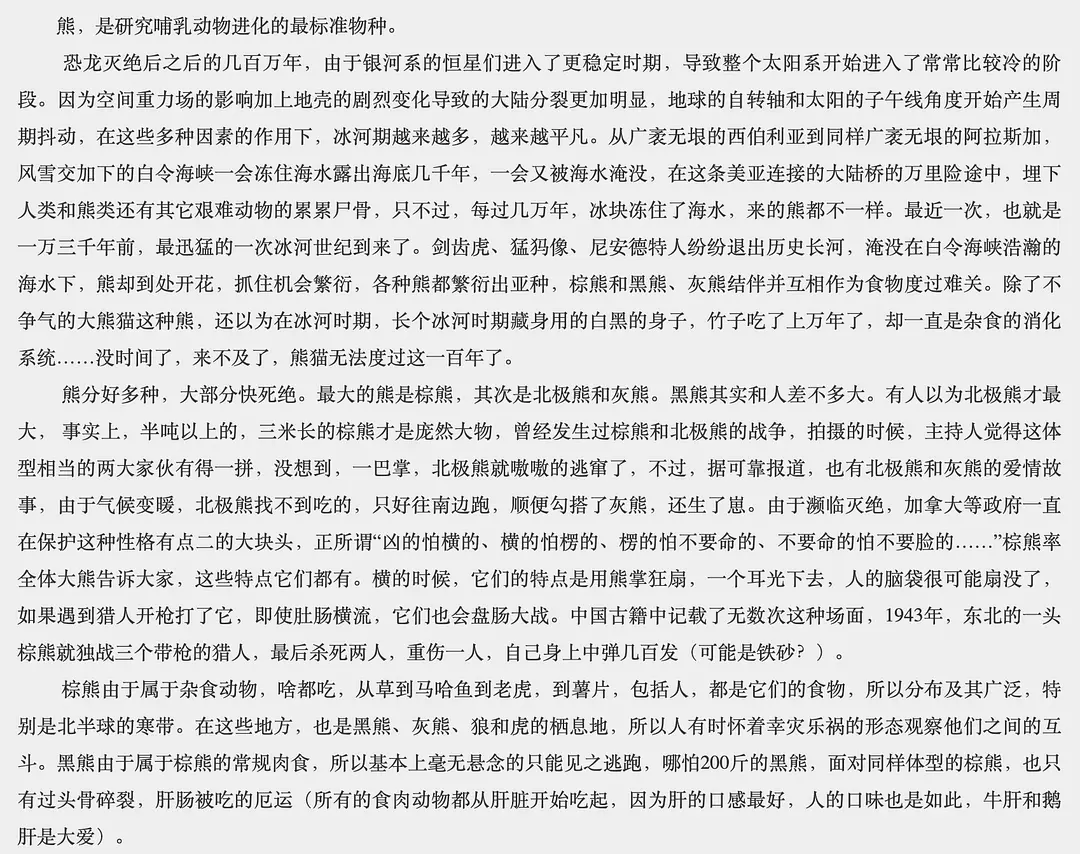 熊，是研究哺乳动物进化的最标准物种。
恐龙灭绝后之后的几百万年，由于银河系的恒星们进入了更稳定时期，导致整个太阳系开始进入了常常比较冷的阶
段。因为空间重力场的影响加上地壳的剧烈变化导致的大陆分裂更加明显，地球的自转轴和太阳的子午线角度开始产生周
期抖动，在这些多种因素的作用下，冰河期越来越多，越来越平凡。从广袤无垠的西伯利亚到同样广袤无垠的阿拉斯加，
风雪交加下的白令海峡一会冻住海水露出海底几千年，一会又被海水淹没，在这条美亚连接的大陆桥的万里险途中，埋下
人类和熊类还有其它艰难动物的累累尸骨，只不过，每过几万年，冰块冻住了海水，来的熊都不一样。最近一次，也就是
一万三千年前，最迅猛的一次冰河世纪到来了。剑齿虎、猛犸像、尼安德特人纷纷退出历史长河，淹没在白令海峡浩瀚的
海水下，熊却到处开花，抓住机会繁衍，各种熊都繁衍出亚种，棕熊和黑熊、灰熊结伴并互相作为食物度过难关。除了不
争气的大熊猫这种熊，还以为在冰河时期，长个冰河时期藏身用的白黑的身子，竹子吃了上万年了，却一直是杂食的消化
系统……没时间了，来不及了，熊猫无法度过这一百年了。
熊分好多种，大部分快死绝。最大的熊是棕熊，其次是北极熊和灰熊。黑熊其实和人差不多大。有人以为北极熊才最
大， 事实上，半吨以上的，三米长的棕熊才是庞然大物，曾经发生过棕熊和北极熊的战争，拍摄的时候，主持人觉得这体
型相当的两大家伙有得一拼，没想到，一巴掌，北极熊就嗷嗷的逃窜了，不过，据可靠报道，也有北极熊和灰熊的爱情故
事，由于气候变暖，北极熊找不到吃的，只好往南边跑，顺便勾搭了灰熊，还生了崽。由于濒临灭绝，加拿大等政府一直
在保护这种性格有点二的大块头，正所谓“凶的怕横的、横的怕楞的、楞的怕不要命的、不要命的怕不要脸的……”棕熊率
全体大熊告诉大家，这些特点它们都有。横的时候，它们的特点是用熊掌狂扇，一个耳光下去，人的脑袋很可能扇没了，
如果遇到猎人开枪打了它，即使肚肠横流，它们也会盘肠大战。中国古籍中记载了无数次这种场面，1943年，东北的一头
棕熊就独战三个带枪的猎人，最后杀死两人，重伤一人，自己身上中弹几百发（可能是铁砂？）。
棕熊由于属于杂食动物，啥都吃，从草到马哈鱼到老虎，到薯片，包括人，都是它们的食物，所以分布及其广泛，特
别是北半球的寒带。在这些地方，也是黑熊、灰熊、狼和虎的栖息地，所以人有时怀着幸灾乐祸的形态观察他们之间的互
斗。黑熊由于属于棕熊的常规肉食，所以基本上毫无悬念的只能见之逃跑，哪怕200斤的黑熊，面对同样体型的棕熊，也只
有过头骨碎裂，肝肠被吃的厄运（所有的食肉动物都从肝脏开始吃起，因为肝的口感最好，人的口味也是如此，牛肝和鹅
肝是大爱）。